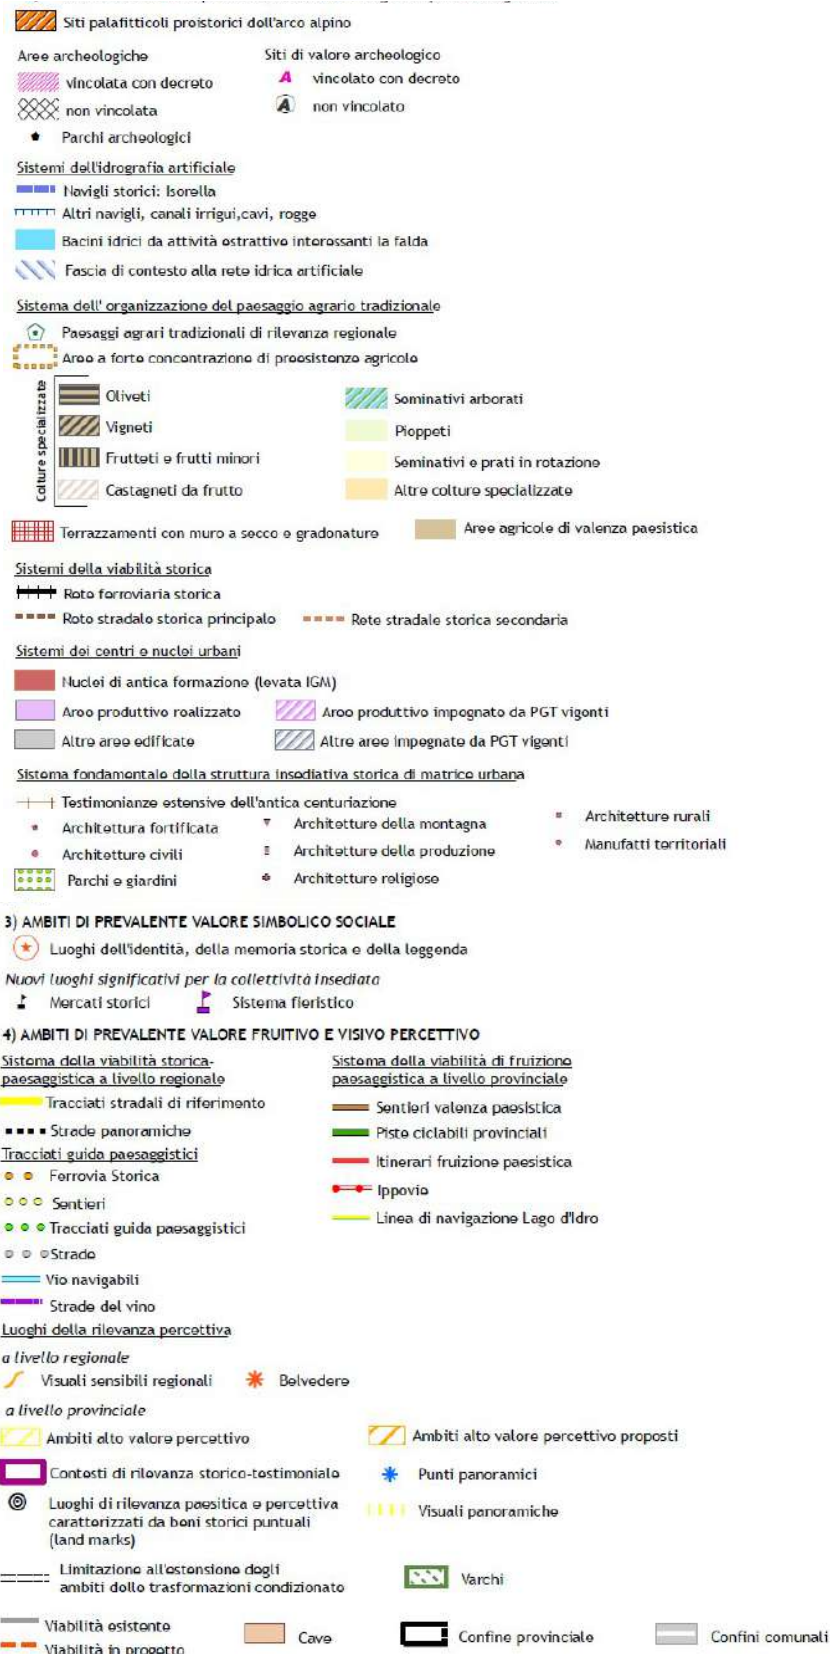 Siti palafitticoli preistorici dell'arco alpino
Aree archeologiche
vincolata con decreto
non vincolata
Parchi archeologici
Siti di valore archeologico
A vincolato con decreto
A non vincolato
Sistemi dell'idrografia artificiale
Navigli storici: Isorella
Altri navigli, canali irrigui,cavi, rogge
Bacini idrici da attività estrattive interessanti la falda
Fascia di contesto alla rete idrica artificiale
Sistema dell' organizzazione del paesaggio agrario tradizionale
Paesaggi agrari tradizionali di rilevanza regionale
Aree a forte concentrazione di preesistenze agricole
Colture specializzate
Oliveti
Vigneti
Frutteti e frutti minori
Castagneti da frutto
Seminativi arborati
Pioppeti
Seminativi e prati in rotazione
Altre colture specializzate
Terrazzamenti con muro a secco e gradonature
Aree agricole di valenza paesistica
Sistemi della viabilità storica
Rete ferroviaria storica
Rete stradale storica principale
Rete stradale storica secondaria
Sistemi dei centri e nuclei urbani
Nuclei di antica formazione (levata IGM)
Aree produttive realizzate
Aree produttive impegnate da PGT vigenti
Altre aree edificate
Altre aree impegnate da PGT vigenti
Sistema fondamentale della struttura insediativa storica di matrice urbana
Testimonianze estensive dell'antica centuriazione
Architettura fortificata
Architetture civili
Parchi e giardini
Architetture della montagna
Architetture della produzione
Architetture religiose
Architetture rurali
Manufatti territoriali
3) AMBITI DI PREVALENTE VALORE SIMBOLICO SOCIALE
Luoghi dell'identità, della memoria storica e della leggenda
Nuovi luoghi significativi per la collettività insediata
Mercati storici
Sistema fieristico
4) AMBITI DI PREVALENTE VALORE FRUITIVO E VISIVO PERCETTIVO
Sistema della viabilità storica-
paesaggistica a livello regionale
Tracciati stradali di riferimento
Strade panoramiche
Tracciati guida paesaggistici
Ferrovia Storica
Sentieri
Tracciati guida paesaggistici
Strade
Vie navigabili
Strade del vino
Sistema della viabilità di fruizione
paesaggistica a livello provinciale
Sentieri valenza paesistica
Piste ciclabili provinciali
Itinerari fruizione paesistica
Ippovie
Linea di navigazione Lago d'Idro
Luoghi della rilevanza percettiva
a livello regionale
Visuali sensibili regionali
Belvedere
a livello provinciale
Ambiti alto valore percettivo
Ambiti alto valore percettivo proposti
Contesti di rilevanza storico-testimoniale
Punti panoramici
Luoghi di rilevanza paesitica e percettiva
caratterizzati da beni storici puntuali
(land marks)
Visuali panoramiche
Limitazione all'estensione degli
ambiti delle trasformazioni condizionate
Varchi
Viabilità esistente
Viabilità in progetto
Cave
Confine provinciale
Confini comunali